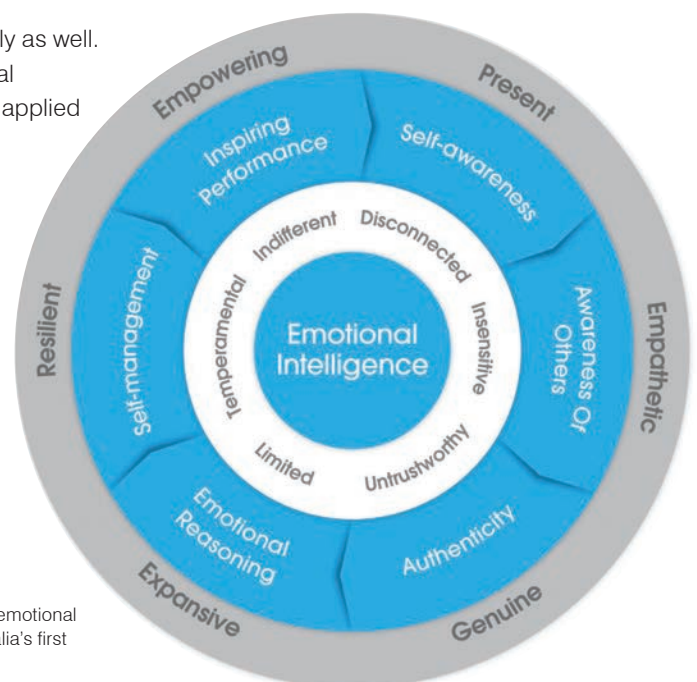 ly as well.
al
applied
Empowering
Present
Empathetic
Genuine
Expansive
Resilient
Inspiring
Performance
Self-awareness
Awareness Of
Others
Authenticity
Emotional
Reasoning
Self-management
Indifferent
Disconnected
Insensitive
Untrustworthy
Limited
Temperamental
Emotional
Intelligence
emotional
lia's first